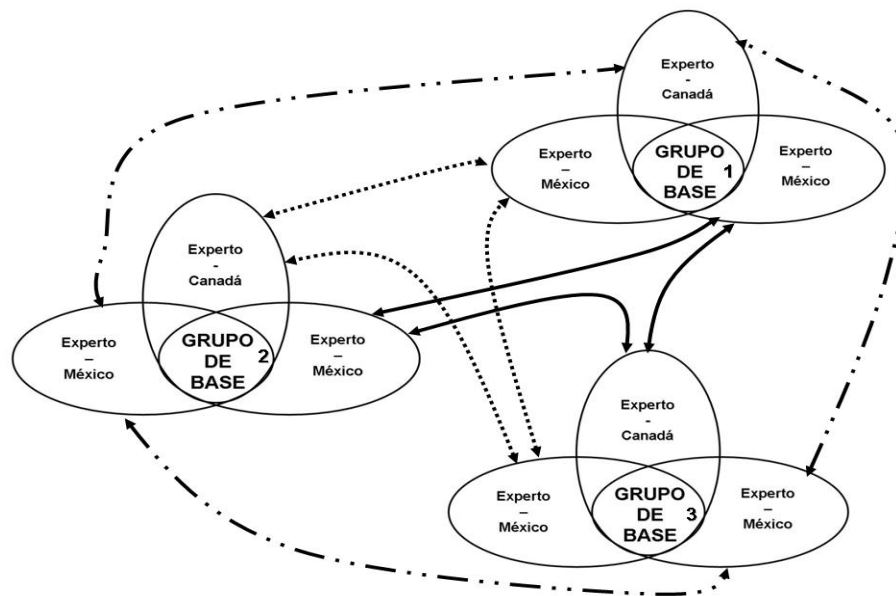 Experto
-
Canadá
Experto
–
México
GRUPO
DE 1
BASE
Experto
–
México
Experto
-
Canadá
Experto
–
México
GRUPO
DE 2
BASE
Experto
–
México
Experto
-
Canadá
Experto
–
México
GRUPO
DE 3
BASE
Experto
–
México